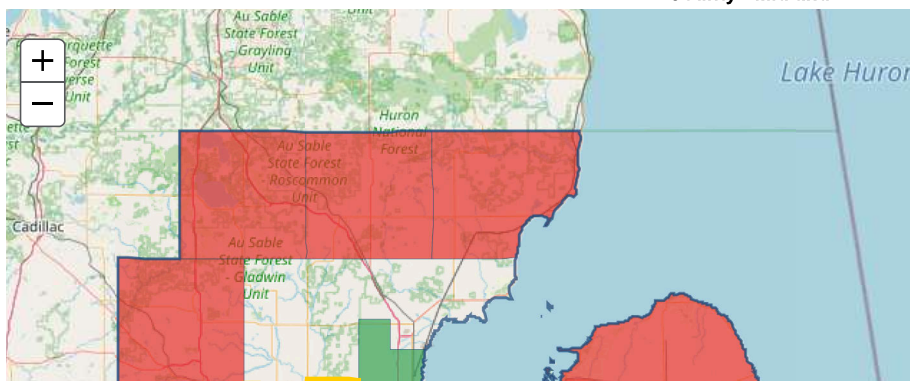 Au Sable
State Forest
- Grayling
Unit
Unit
Forest
Unit
+
−
Lake Huron
Huron
National
Forest
Au Sable
State Forest
- Roscommon
Unit
Cadillac
Au Sable
State Forest
- Gladwin
Unit